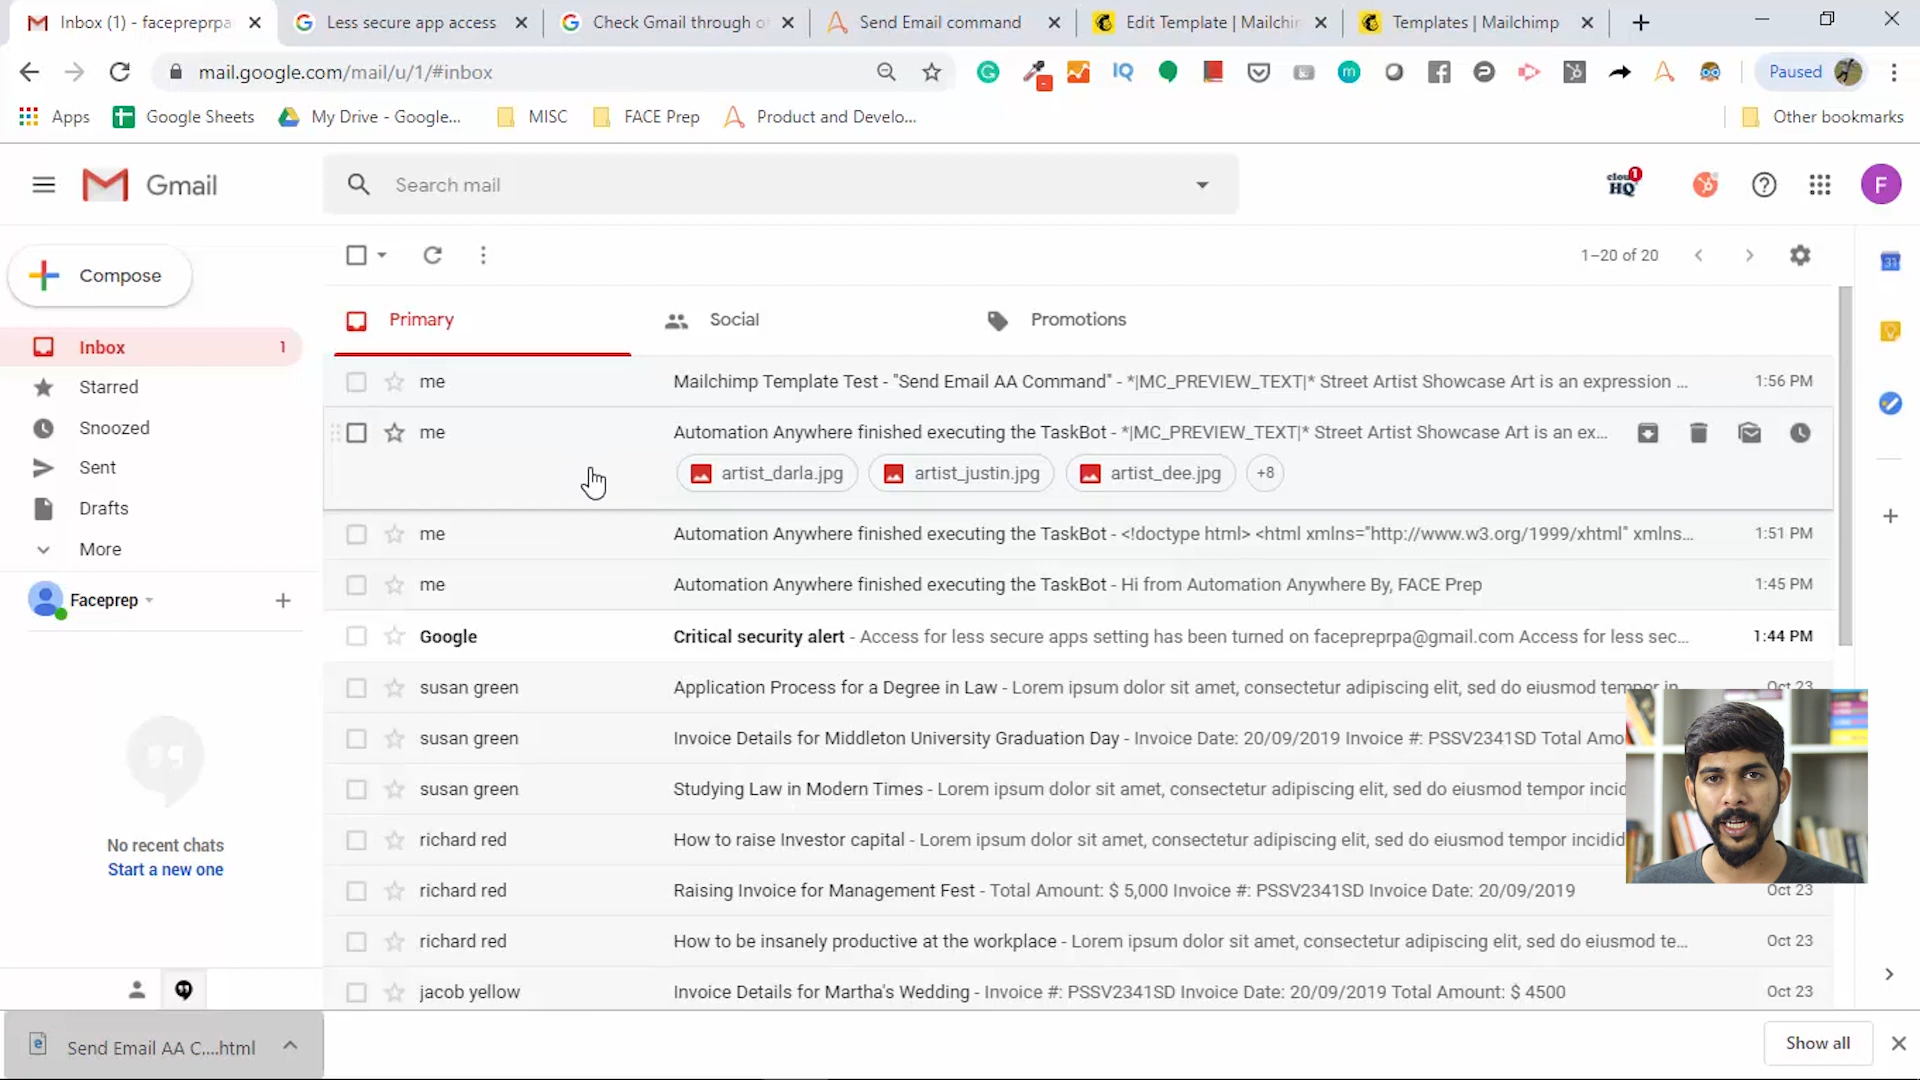 Inbox (1) - facepreprpa
Less secure app access
Check Gmail through o
Send Email command
Edit Template | Mailchi
Templates | Mailchimp
mail.google.com/mail/u/1/#inbox
Paused
Apps
Google Sheets
My Drive - Google...
MISC
FACE Prep
Product and Develo...
Other bookmarks
Gmail
Search mail
cloudHQ
1
F
Compose
1–20 of 20
31
Primary
Social
Promotions
Inbox 1
Starred
Snoozed
Sent
Drafts
More
Faceprep
No recent chats
Start a new one
me Mailchimp Template Test - "Send Email AA Command" - *|MC_PREVIEW_TEXT|* Street Artist Showcase Art is an expression ... 1:56 PM
me Automation Anywhere finished executing the TaskBot - *|MC_PREVIEW_TEXT|* Street Artist Showcase Art is an ex...
artist_darla.jpg artist_justin.jpg artist_dee.jpg +8
me Automation Anywhere finished executing the TaskBot - <!doctype html> <html xmlns="http://www.w3.org/1999/xhtml" xmlns... 1:51 PM
me Automation Anywhere finished executing the TaskBot - Hi from Automation Anywhere By, FACE Prep 1:45 PM
Google Critical security alert - Access for less secure apps setting has been turned on facepreprpa@gmail.com Access for less sec... 1:44 PM
susan green Application Process for a Degree in Law - Lorem ipsum dolor sit amet, consectetur adipiscing elit, sed do eiusmod tempor in Oct 23
susan green Invoice Details for Middleton University Graduation Day - Invoice Date: 20/09/2019 Invoice #: PSSV2341SD Total Amo
susan green Studying Law in Modern Times - Lorem ipsum dolor sit amet, consectetur adipiscing elit, sed do eiusmod tempor incid
richard red How to raise Investor capital - Lorem ipsum dolor sit amet, consectetur adipiscing elit, sed do eiusmod tempor incidid
richard red Raising Invoice for Management Fest - Total Amount: $ 5,000 Invoice #: PSSV2341SD Invoice Date: 20/09/2019 Oct 23
richard red How to be insanely productive at the workplace - Lorem ipsum dolor sit amet, consectetur adipiscing elit, sed do eiusmod te... Oct 23
jacob yellow Invoice Details for Martha's Wedding - Invoice #: PSSV2341SD Invoice Date: 20/09/2019 Total Amount: $ 4500 Oct 23
Send Email AA C....html
Show all